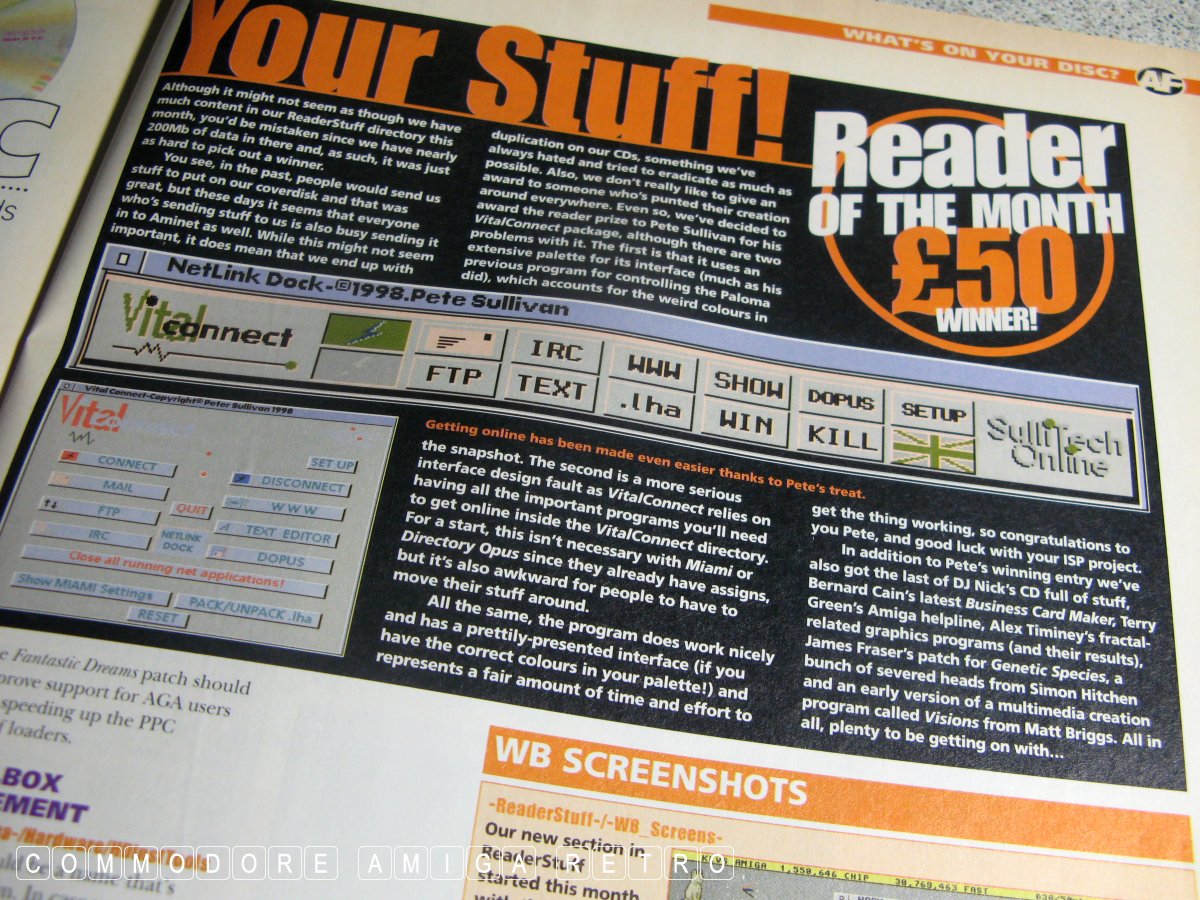 WHAT'S ON YOUR DISC?
AF
Your Stuff!
Although it might not seem as though we have
much content in our ReaderStuff directory this
month, you'd be mistaken since we have nearly
200Mb of data in there and, as such, it was just
as hard to pick out a winner.
You see, in the past, people would send us
stuff to put on our coverdisk and that was
great, but these days it seems that everyone
who's sending stuff to us is also busy sending it
in to Aminet as well. While this might not seem
important, it does mean that we end up with
duplication on our CDs, something we've
always hated and tried to eradicate as much as
possible. Also, we don't really like to give an
award to someone who's punted their creation
around everywhere. Even so, we've decided to
award the reader prize to Pete Sullivan for his
VitalConnect package, although there are two
problems with it. The first is that it uses an
extensive palette for its interface (much as his
previous program for controlling the Paloma
did), which accounts for the weird colours in
Reader
OF THE MONTH
£50
WINNER!
NetLink Dock-©1998.Pete Sullivan
Vital
connect
IRC
WWW
SHOW
DOPUS
SETUP
FTP
TEXT
.lha
WIN
KILL
SulliTech
Online
Vital Connect-Copyright© Peter Sullivan 1998
Vital
SET UP
CONNECT
DISCONNECT
MAIL
WWW
FTP
QUIT
TEXT EDITOR
IRC
NETLINK
DOCK
DOPUS
Close all running net applications!
Show MIAMI Settings
PACK/UNPACK .lha
RESET
Getting online has been made even easier thanks to Pete's treat.
the snapshot. The second is a more serious
interface design fault as VitalConnect relies on
having all the important programs you'll need
to get online inside the VitalConnect directory.
For a start, this isn't necessary with Miami or
Directory Opus since they already have assigns,
but it's also awkward for people to have to
move their stuff around.
All the same, the program does work nicely
and has a prettily-presented interface (if you
have the correct colours in your palette!) and
represents a fair amount of time and effort to
get the thing working, so congratulations to
you Pete, and good luck with your ISP project.
In addition to Pete's winning entry we've
also got the last of DJ Nick's CD full of stuff,
Bernard Cain's latest Business Card Maker, Terry
Green's Amiga helpline, Alex Timiney's fractal-
related graphics programs (and their results),
James Fraser's patch for Genetic Species, a
bunch of severed heads from Simon Hitchen
and an early version of a multimedia creation
program called Visions from Matt Briggs. All in
all, plenty to be getting on with...
Fantastic Dreams patch should
prove support for AGA users
speeding up the PPC
loaders.
BOX
EMENT
WB SCREENSHOTS
-ReaderStuff-/-WB_Screens-
Our new section in
ReaderStuff
started this month
AMIGA 1,550,646 CHIP 30,768,463 FAST
COMMODORE AMIGA RETRO